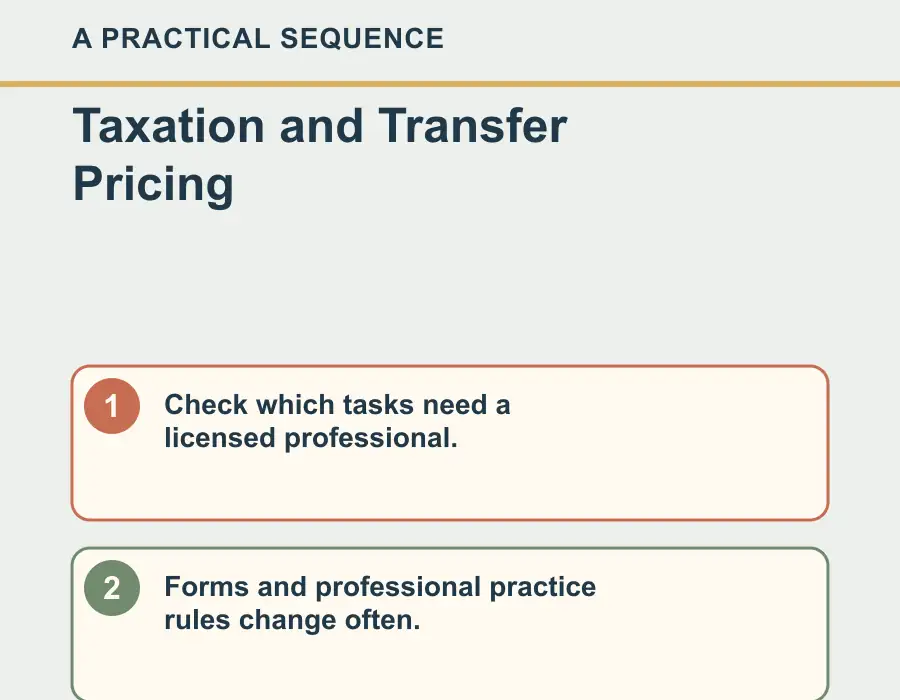 A PRACTICAL SEQUENCE
Taxation and Transfer
Pricing
1
Check which tasks need a
licensed professional.
2
Forms and professional practice
rules change often.